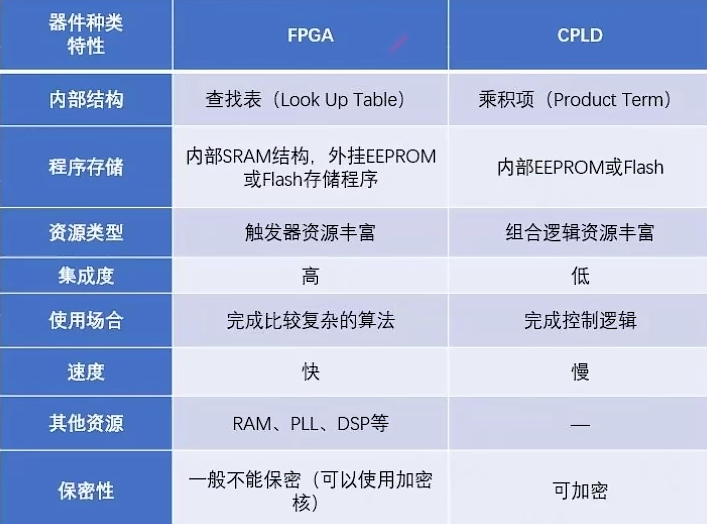 器件种类
特性
FPGA
CPLD
内部结构
查找表（Look Up Table）
乘积项（Product Term）
程序存储
内部SRAM结构，外挂EEPROM
或Flash存储程序
内部EEPROM或Flash
资源类型
触发器资源丰富
组合逻辑资源丰富
集成度
高
低
使用场合
完成比较复杂的算法
完成控制逻辑
速度
快
慢
其他资源
RAM、PLL、DSP等
—
保密性
一般不能保密（可以使用加密
核）
可加密